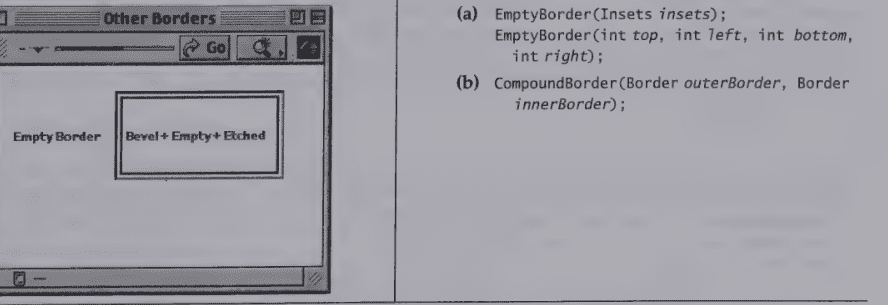 Other Borders
Go
Empty Border
Bevel + Empty + Etched
(a) EmptyBorder(Insets insets);
EmptyBorder(int top, int left, int bottom,
int right);
(b) CompoundBorder(Border outerBorder, Border
innerBorder);